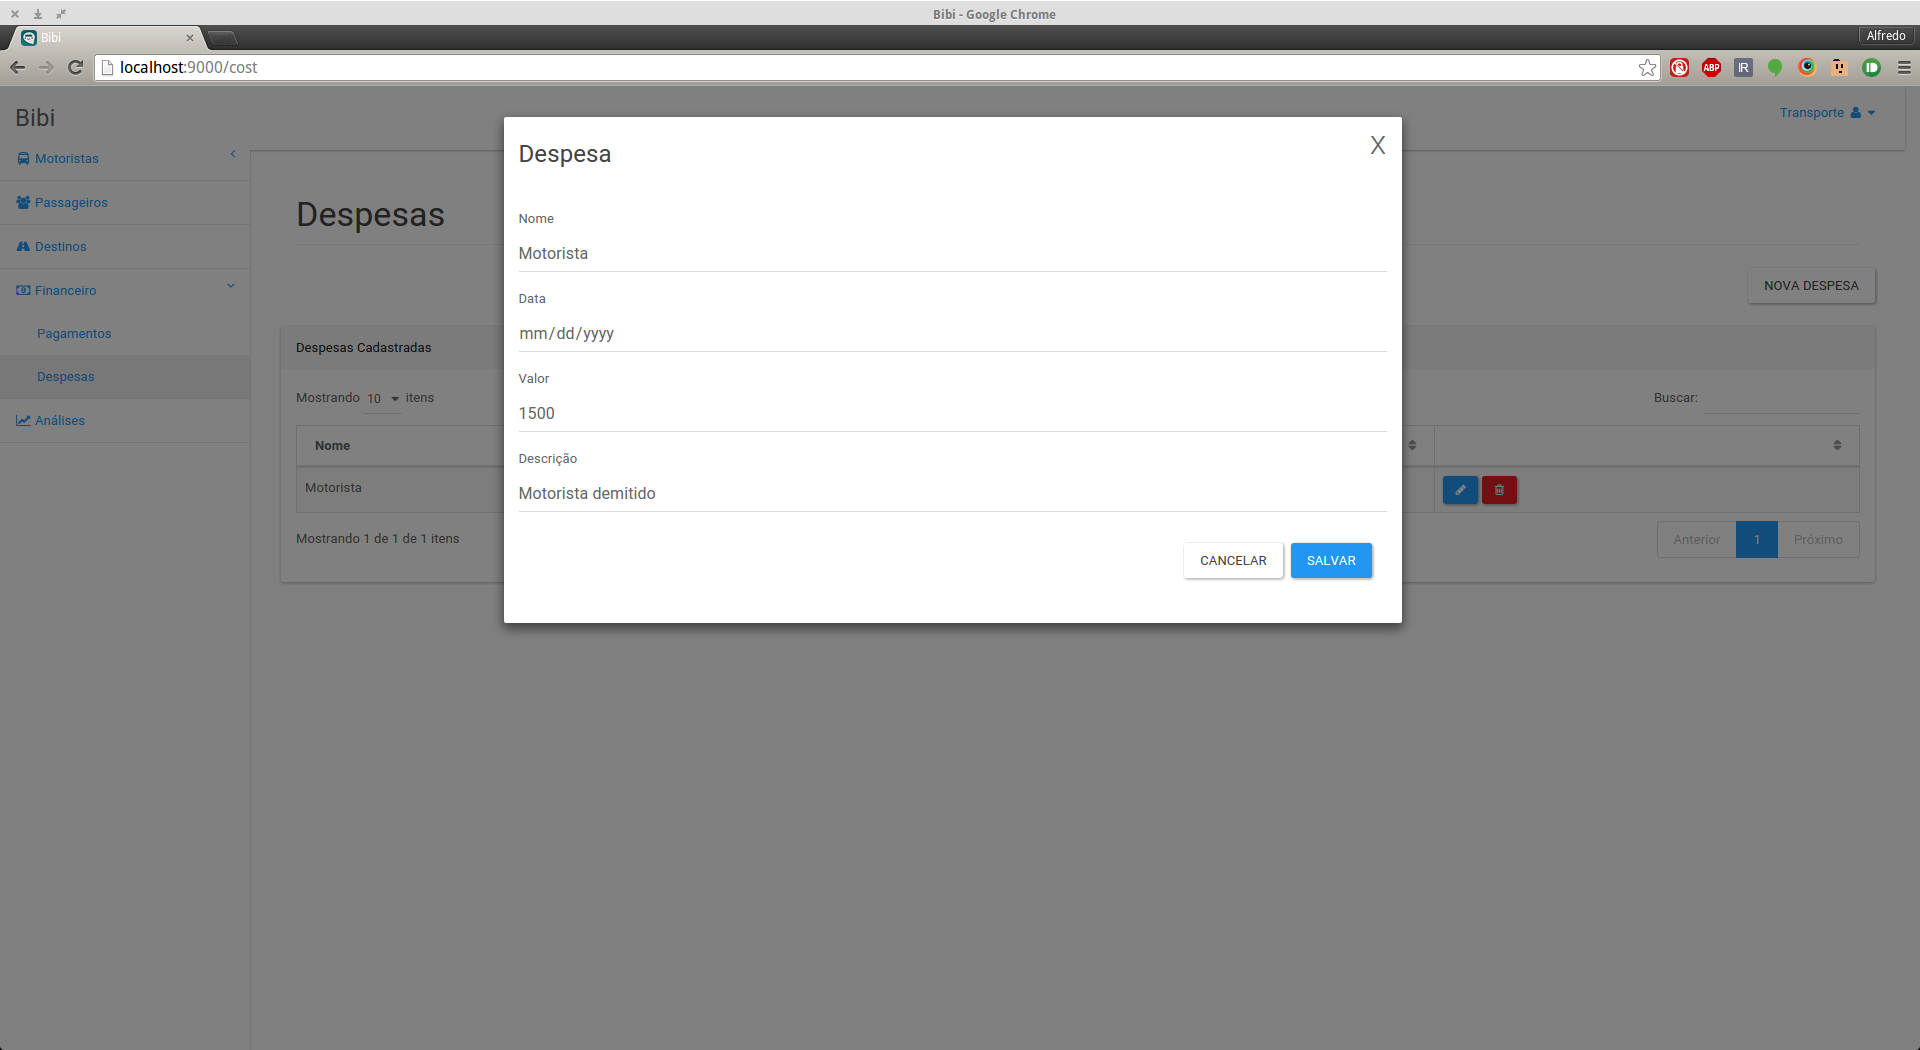 Bibi - Google Chrome
Bibi
Alfredo
localhost:9000/cost
ABP
R
Bibi
Transporte
Motoristas
Passageiros
Destinos
Financeiro
Pagamentos
Despesas
Análises
Despesas
NOVA DESPESA
Despesas Cadastradas
Mostrando 10 itens
Buscar:
Nome
Motorista
Mostrando 1 de 1 de 1 itens
Anterior 1 Próximo
Despesa
X
Nome
Motorista
Data
mm/dd/yyyy
Valor
1500
Descrição
Motorista demitido
CANCELAR SALVAR